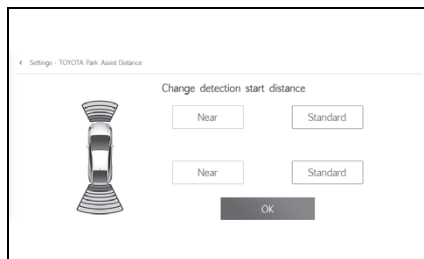 ‹ Settings - TOYOTA Park Assist Distance
Change detection start distance
Near Standard
Near Standard
OK